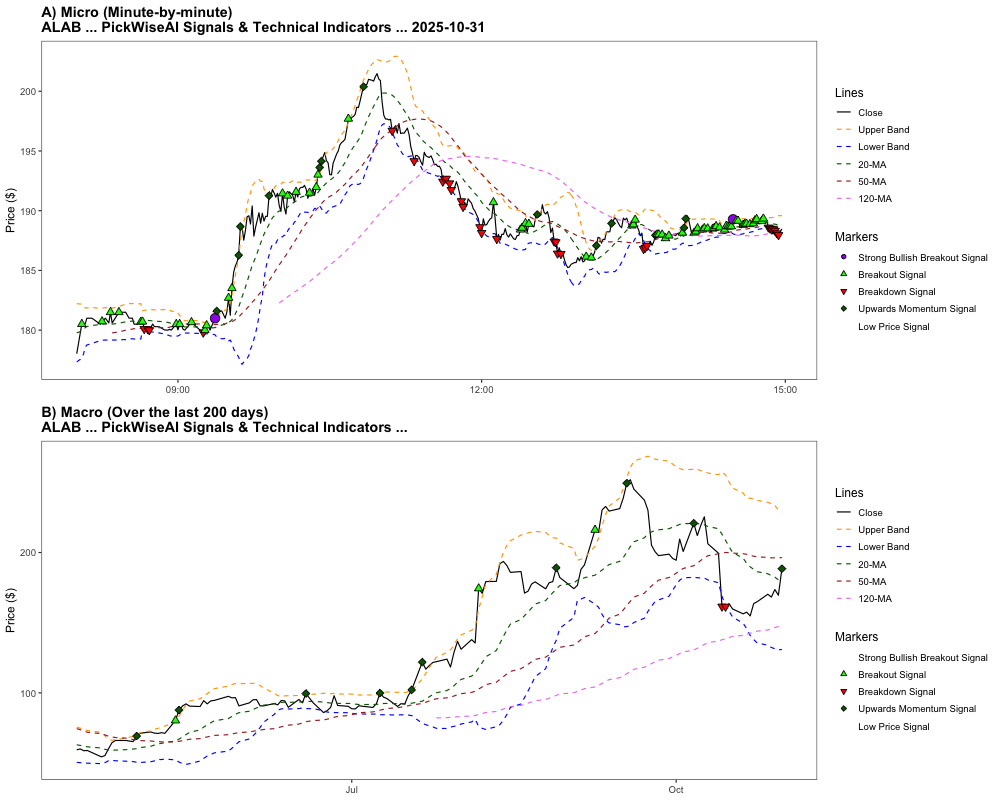 A) Micro (Minute-by-minute)
ALAB ... PickWiseAI Signals & Technical Indicators ... 2025-10-31
Price ($)
200
195
190
185
180
09:00
12:00
15:00
Lines
Close
Upper Band
Lower Band
20-MA
50-MA
120-MA
Markers
Strong Bullish Breakout Signal
Breakout Signal
Breakdown Signal
Upwards Momentum Signal
Low Price Signal
B) Macro (Over the last 200 days)
ALAB ... PickWiseAI Signals & Technical Indicators ...
Price ($)
200
100
Jul
Oct
Lines
Close
Upper Band
Lower Band
20-MA
50-MA
120-MA
Markers
Strong Bullish Breakout Signal
Breakout Signal
Breakdown Signal
Upwards Momentum Signal
Low Price Signal